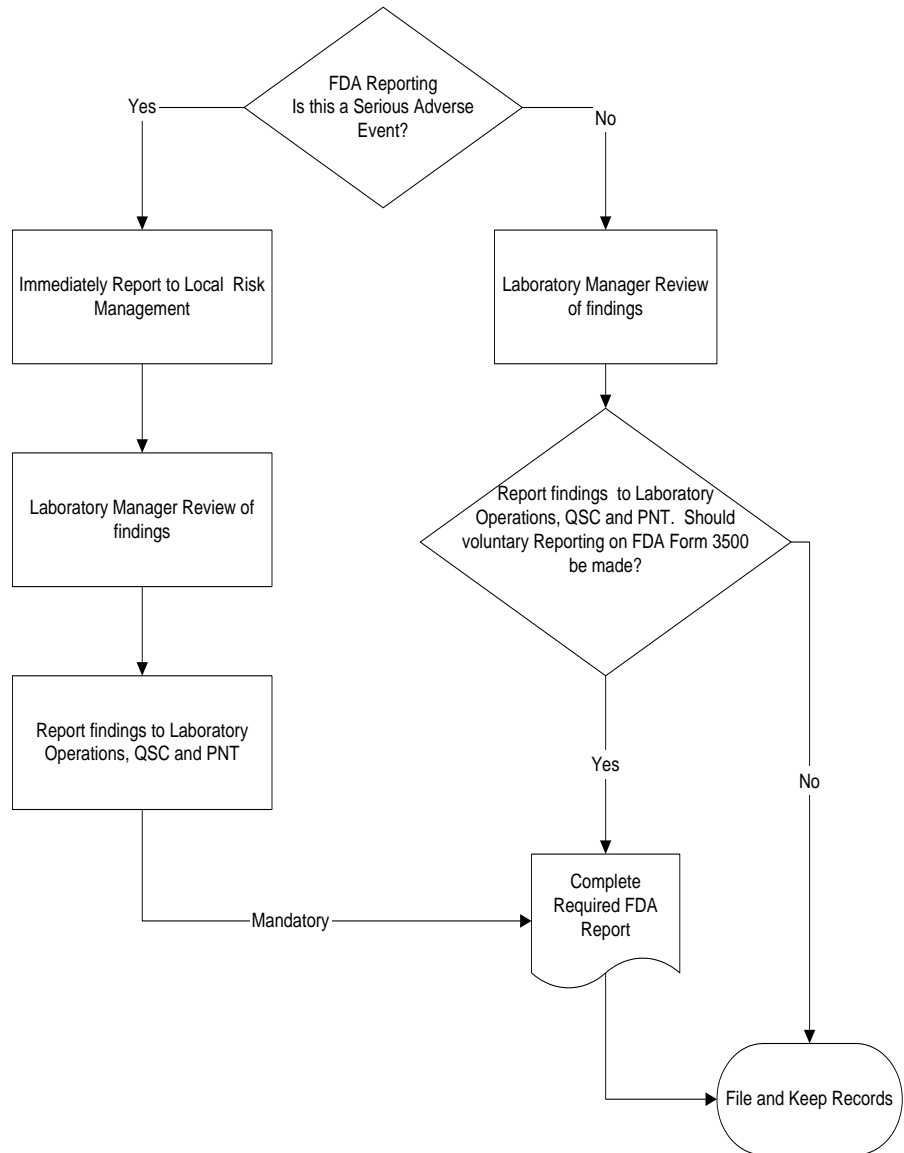 FDA Reporting
Is this a Serious Adverse
Event?
Yes
No
Immediately Report to Local Risk
Management
Laboratory Manager Review
of findings
Laboratory Manager Review of
findings
Report findings to Laboratory
Operations, QSC and PNT. Should
voluntary Reporting on FDA Form 3500
be made?
Report findings to Laboratory
Operations, QSC and PNT
Yes
No
Mandatory
Complete
Required FDA
Report
File and Keep Records